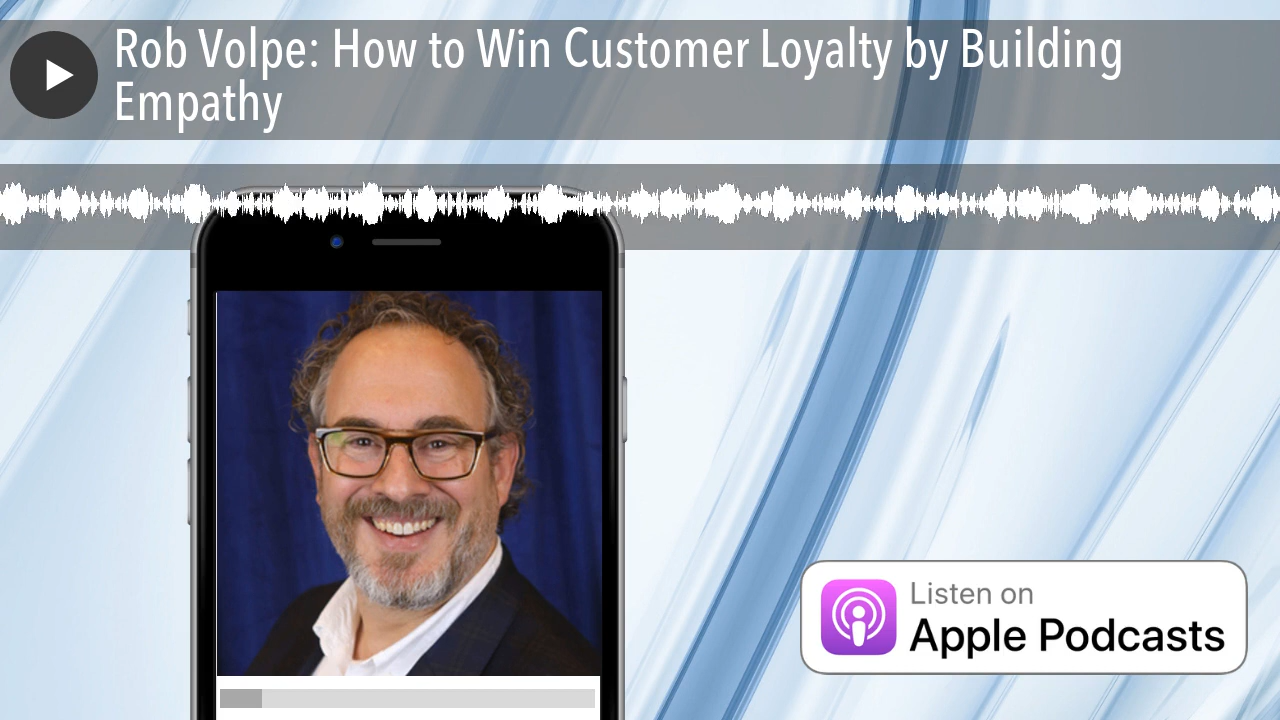 Rob Volpe: How to Win Customer Loyalty by Building
Empathy
Listen on
Apple Podcasts